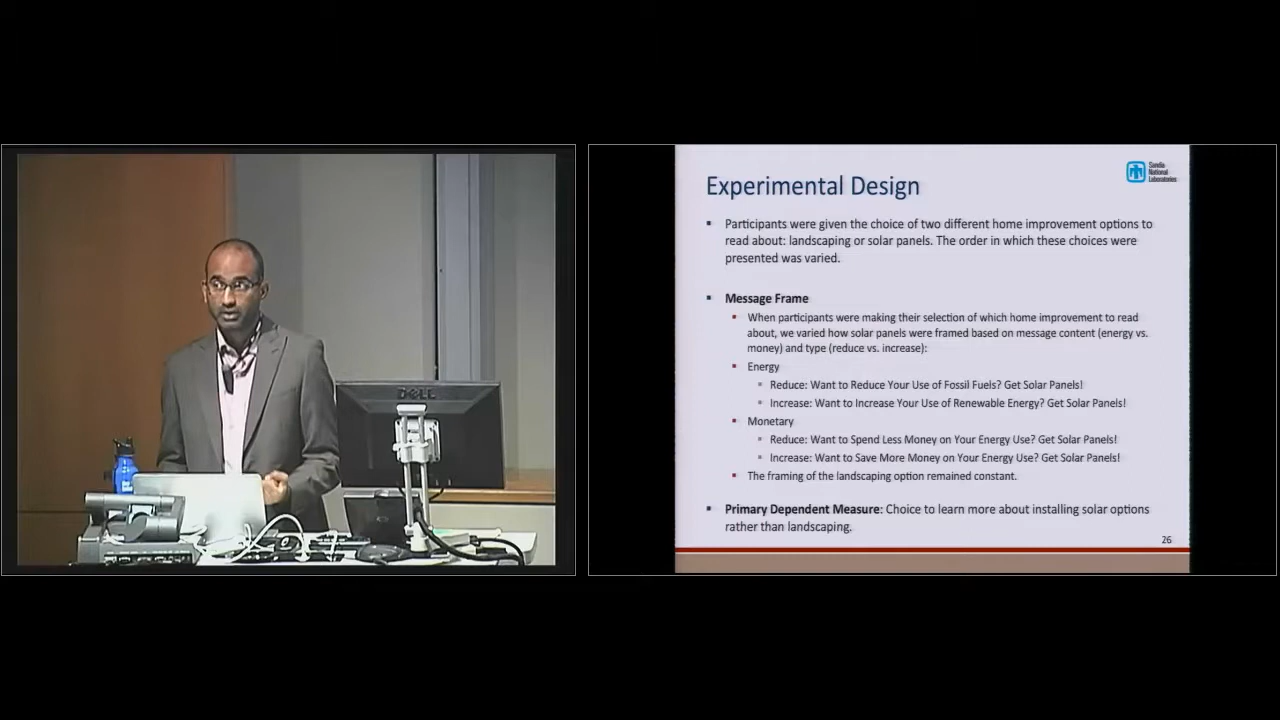 DELL
Experimental Design
Sandia
National
Laboratories
▪ Participants were given the choice of two different home improvement options to
read about: landscaping or solar panels. The order in which these choices were
presented was varied.
▪ Message Frame
▪ When participants were making their selection of which home improvement to read
about, we varied how solar panels were framed based on message content (energy vs.
money) and type (reduce vs. increase):
▪ Energy
▪ Reduce: Want to Reduce Your Use of Fossil Fuels? Get Solar Panels!
▪ Increase: Want to Increase Your Use of Renewable Energy? Get Solar Panels!
▪ Monetary
▪ Reduce: Want to Spend Less Money on Your Energy Use? Get Solar Panels!
▪ Increase: Want to Save More Money on Your Energy Use? Get Solar Panels!
▪ The framing of the landscaping option remained constant.
▪ Primary Dependent Measure: Choice to learn more about installing solar options
rather than landscaping.
26